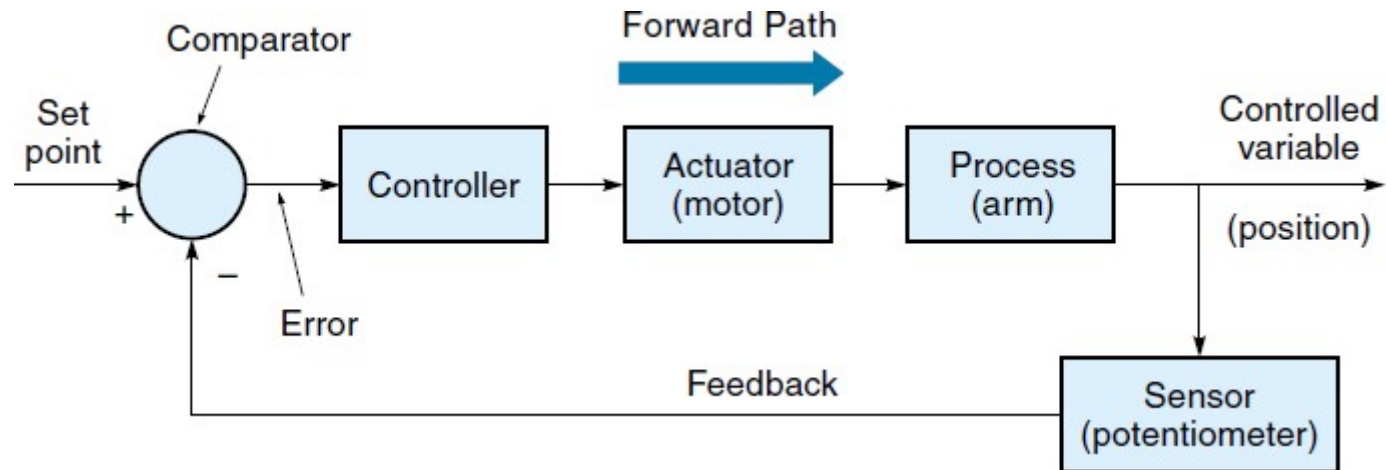 Forward Path
Comparator
Set
point
Controlled
variable
Controller
Actuator
(motor)
Process
(arm)
+
(position)
–
Error
Feedback
Sensor
(potentiometer)